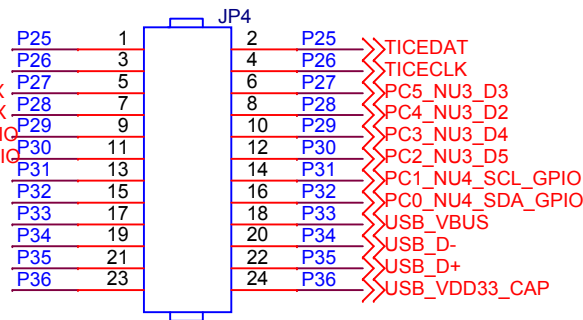 JP4
P25 1 2 P25 TICEDAT
P26 3 4 P26 TICECLK
P27 5 6 P27 PC5_NU3_D3
P28 7 8 P28 PC4_NU3_D2
P29 9 10 P29 PC3_NU3_D4
P30 11 12 P30 PC2_NU3_D5
P31 13 14 P31 PC1_NU4_SCL_GPIO
P32 15 16 P32 PC0_NU4_SDA_GPIO
P33 17 18 P33 USB_VBUS
P34 19 20 P34 USB_D-
P35 21 22 P35 USB_D+
P36 23 24 P36 USB_VDD33_CAP